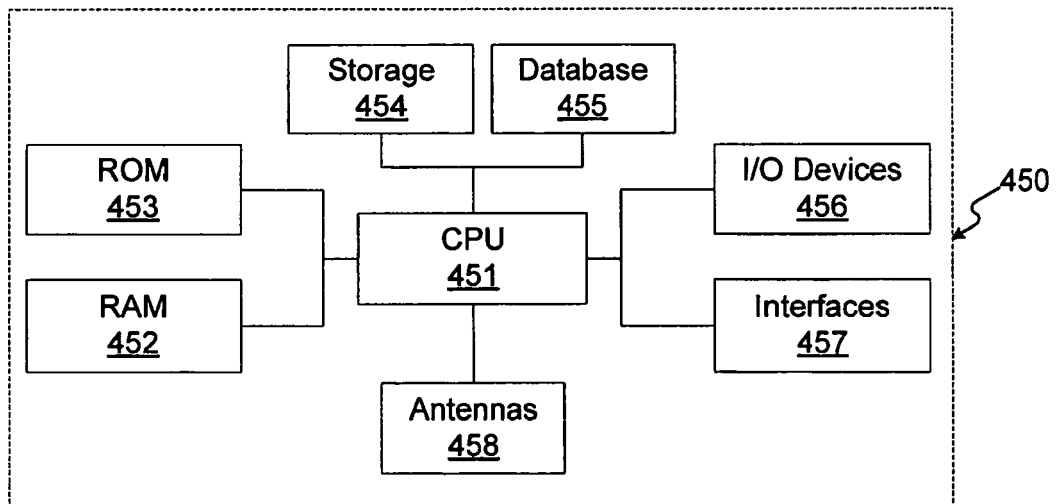 Storage
454
Database
455
ROM
453
I/O Devices
456
450
CPU
451
RAM
452
Interfaces
457
Antennas
458